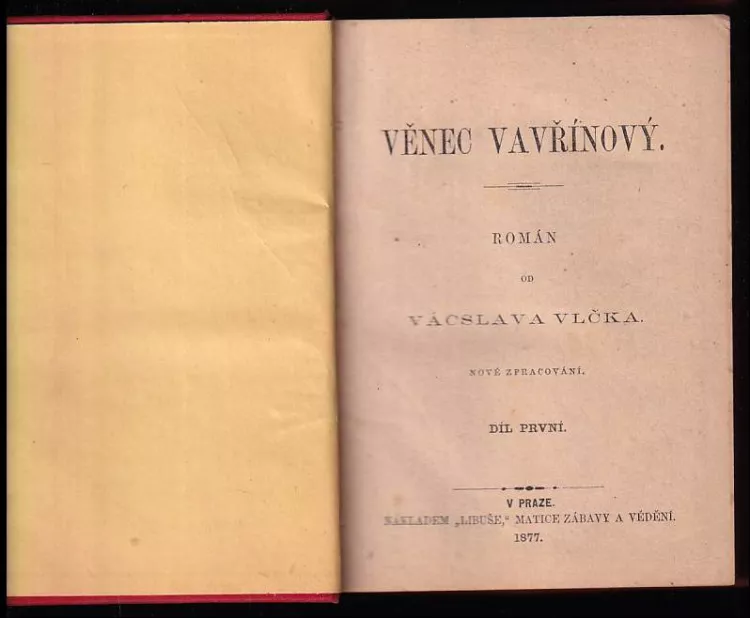 VĚNEC VAVŘÍNOVÝ.
ROMÁN
OD
VÁCSLAVA VLČKA.
NOVÉ ZPRACOVÁNÍ.
DÍL PRVNÍ.
V PRAZE.
NÁKLADEM „LIBUŠE,“ MATICE ZÁBAVY A VĚDĚNÍ.
1877.